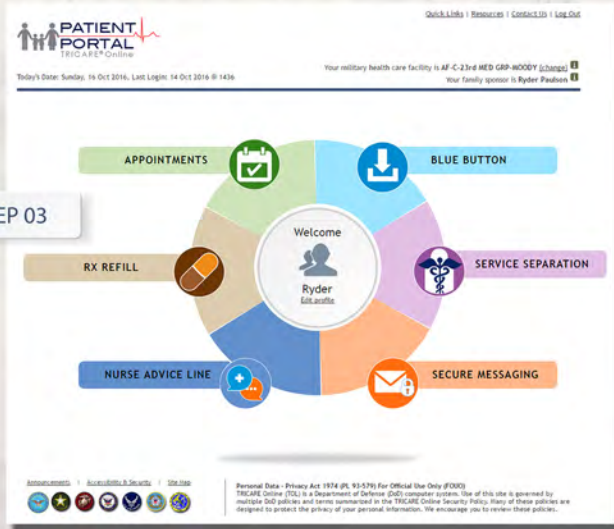 Quick Links | Resources | Contact Us | Log Out
PATIENT
PORTAL
TRICARE® Online
Today's Date: Sunday, 16 Oct 2016, Last Login: 14 Oct 2016 @ 1436
Your military health care facility is AF-C-23rd MED GRP-MOODY (change)
Your family sponsor is Ryder Paulson
APPOINTMENTS
BLUE BUTTON
EP 03
RX REFILL
Welcome
Ryder
Edit profile
SERVICE SEPARATION
NURSE ADVICE LINE
SECURE MESSAGING
Announcements | Accessibility & Security | Site Map
Personal Data - Privacy Act 1974 (PL 93-579) For Official Use Only (FOUO)
TRICARE Online (TOL) is a Department of Defense (DoD) computer system. Use of this site is governed by
multiple DoD policies and terms summarized in the TRICARE Online Security Policy. Many of these policies are
designed to protect the privacy of your personal information. We encourage you to review these policies.